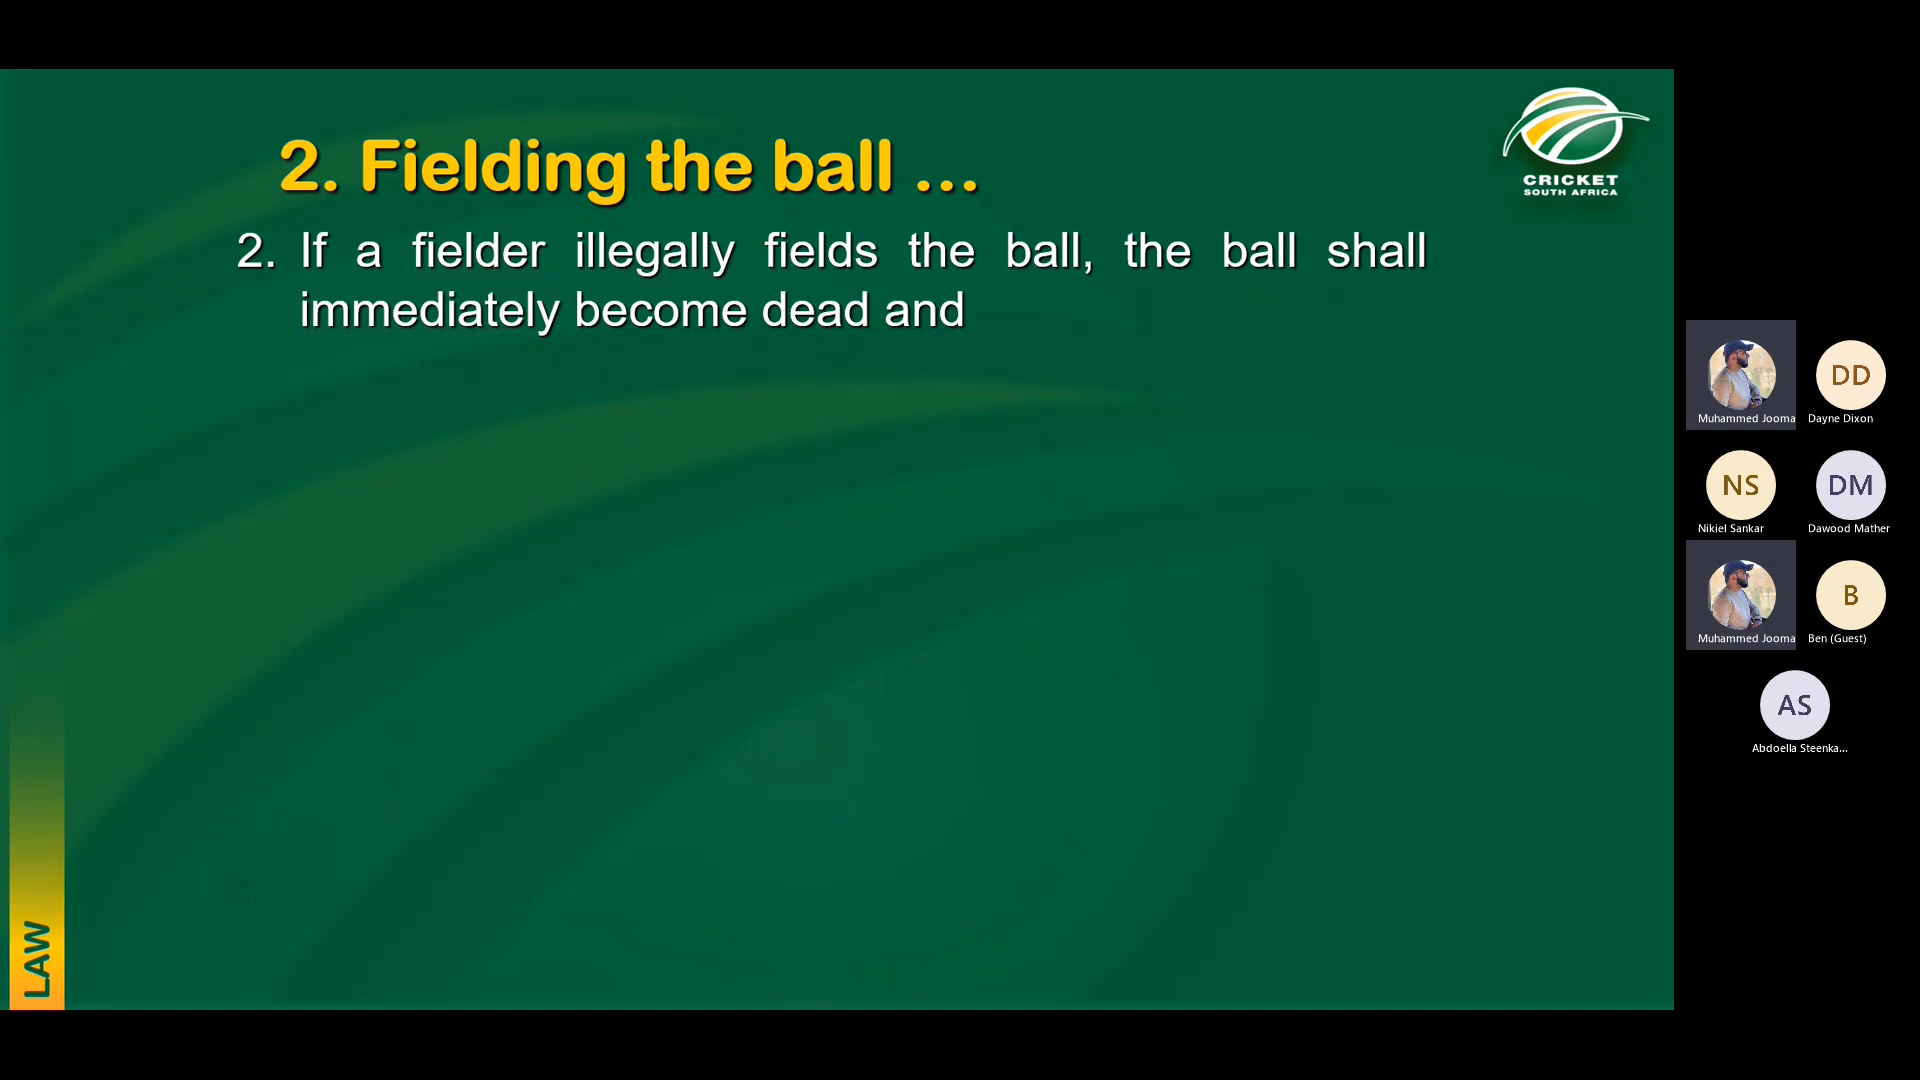 2. Fielding the ball ...
2. If a fielder illegally fields the ball, the ball shall
immediately become dead and
CRICKET
SOUTH AFRICA
LAW
Muhammed Jooma
DD
Dayne Dixon
NS
Nikiel Sankar
DM
Dawood Mather
Muhammed Jooma
B
Ben (Guest)
AS
Abdoella Steenka...